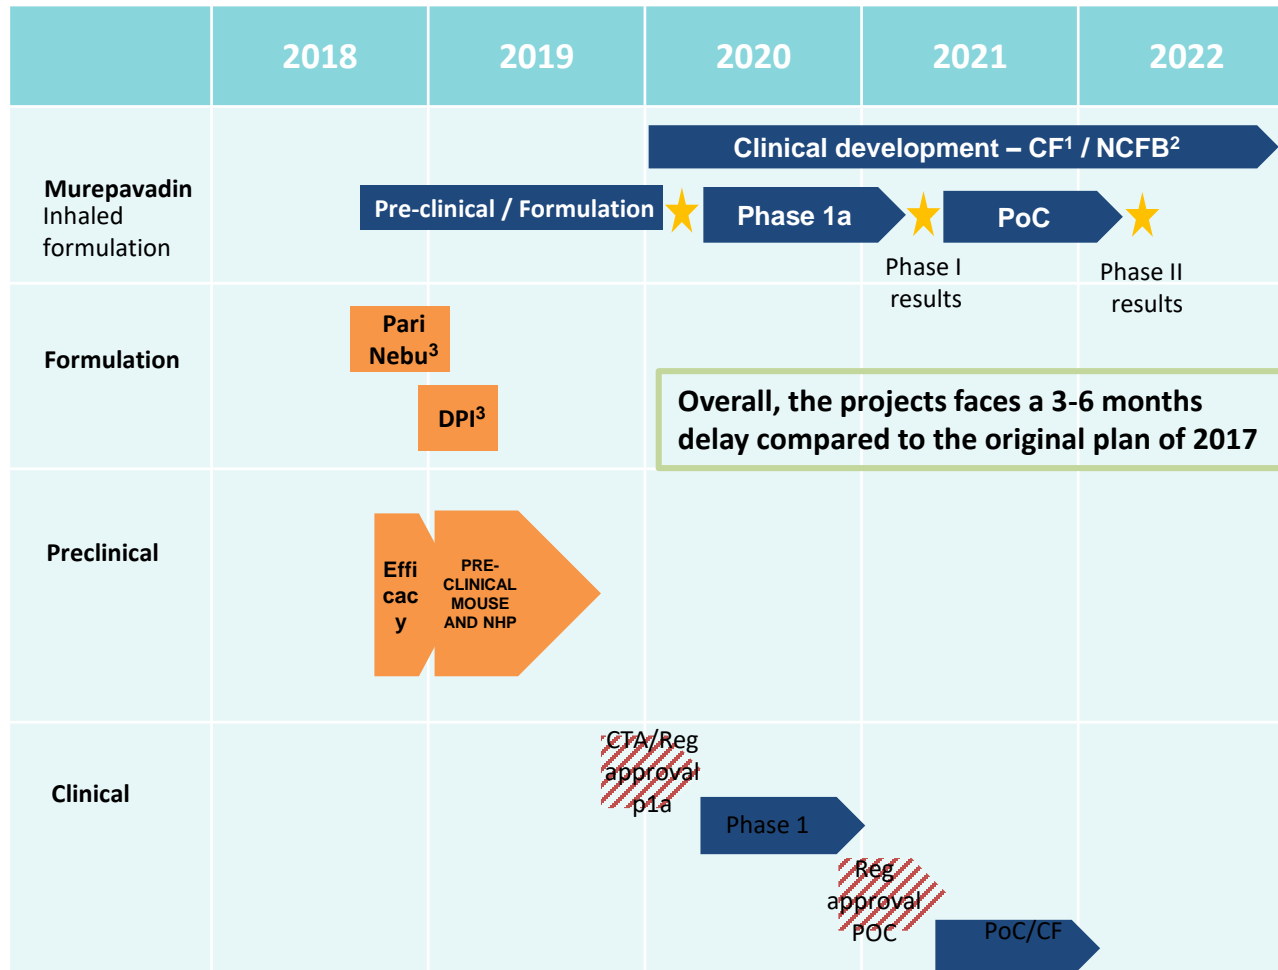 2018 2019 2020 2021 2022
Clinical development – CF¹ / NCFB²
Murepavadin
Inhaled
formulation
Pre-clinical / Formulation
Phase 1a
PoC
Phase I
results
Phase II
results
Formulation
Pari
Nebu³
DPI³
Overall, the projects faces a 3-6 months
delay compared to the original plan of 2017
Preclinical
Effi
cac
y
PRE-
CLINICAL
MOUSE
AND NHP
Clinical
CTA/Reg
approval
p1a
Phase 1
Reg
approval
POC
PoC/CF